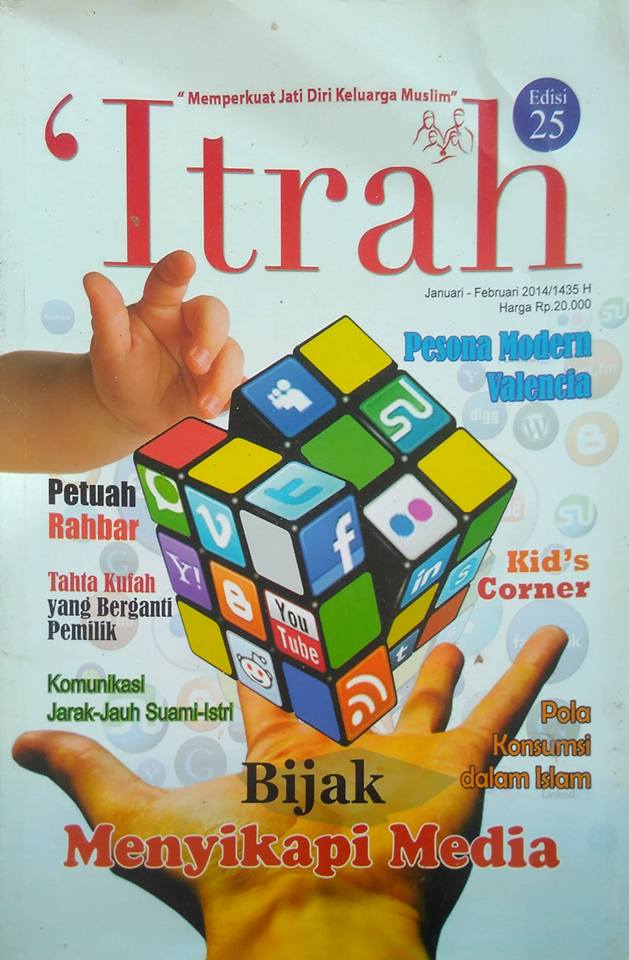 " Memperkuat Jati Diri Keluarga Muslim"
Edisi
25
‘Itrah
Januari - Februari 2014/1435 H
Harga Rp.20.000
Pesona Modern
Valencia
Petuah
Rahbar
Tahta Kufah
yang Berganti
Pemilik
Komunikasi
Jarak-Jauh Suami-Istri
Kid's
Corner
Pola
Konsumsi
dalam Islam
Y!
You
Tube
in
digg
Bijak
Menyikapi Media